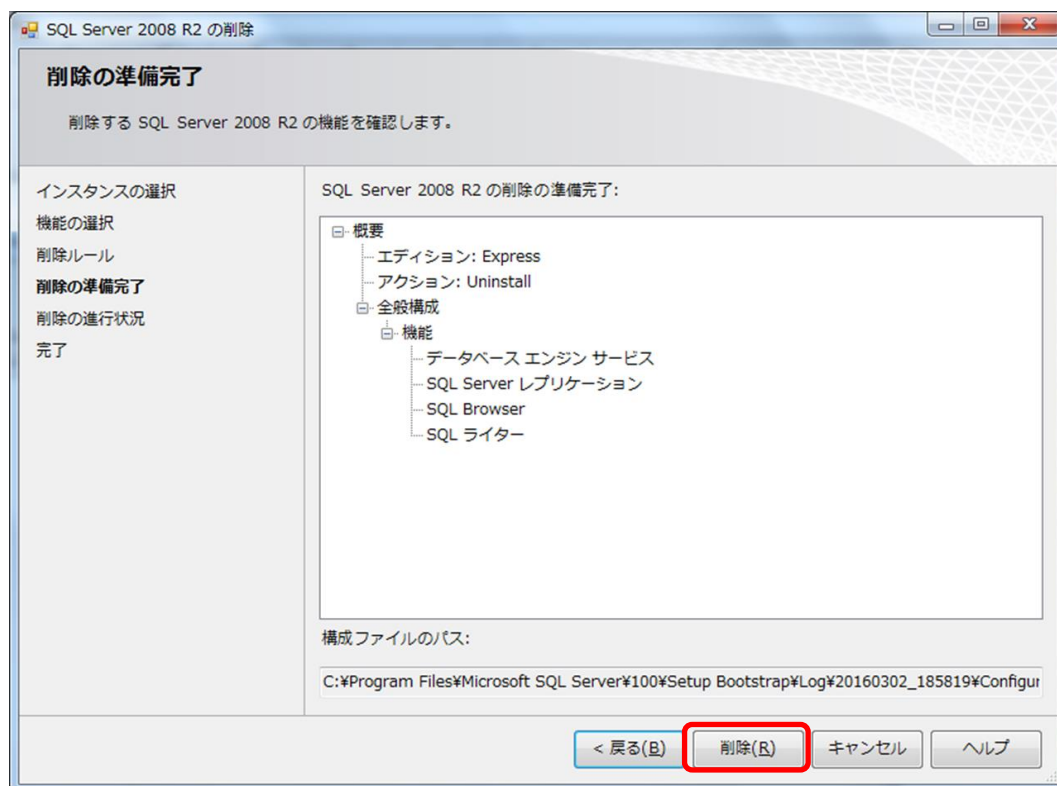 SQL Server 2008 R2 の削除
削除の準備完了
削除する SQL Server 2008 R2 の機能を確認します。
インスタンスの選択
機能の選択
削除ルール
削除の準備完了
削除の進行状況
完了
SQL Server 2008 R2 の削除の準備完了:
概要
エディション: Express
アクション: Uninstall
全般構成
機能
データベース エンジン サービス
SQL Server レプリケーション
SQL Browser
SQL ライター
構成ファイルのパス:
C:¥Program Files¥Microsoft SQL Server¥100¥Setup Bootstrap¥Log¥20160302_185819¥Configur
< 戻る(B) 削除(R) キャンセル ヘルプ